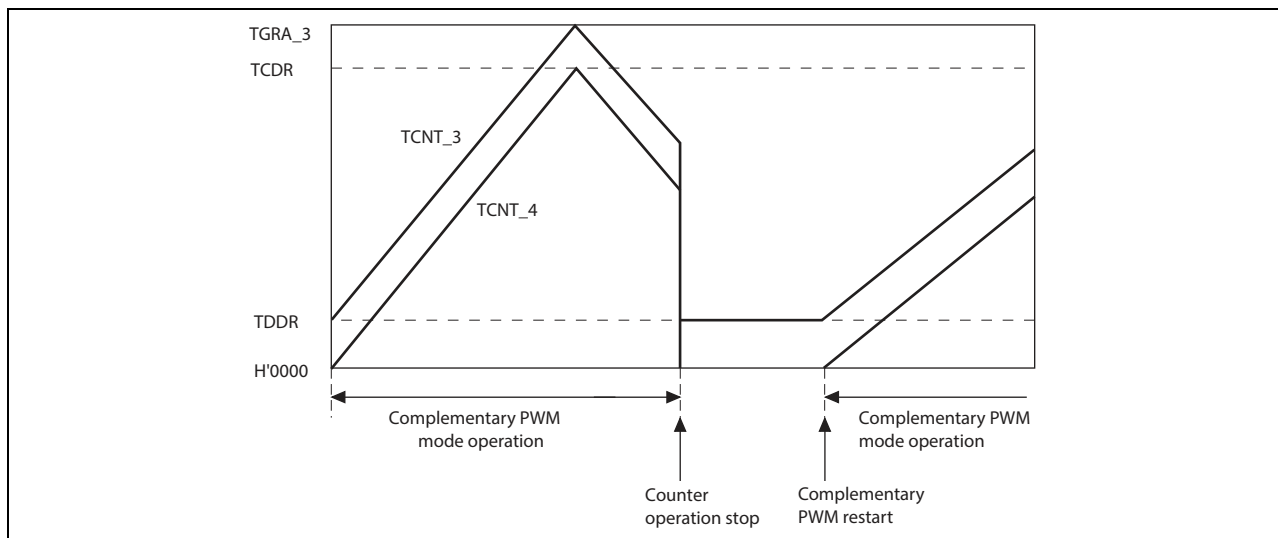 TGRA_3
TCDR
TCNT_3
TCNT_4
TDDR
H'0000
Complementary PWM
mode operation
Complementary PWM
mode operation
Counter
operation stop
Complementary
PWM restart